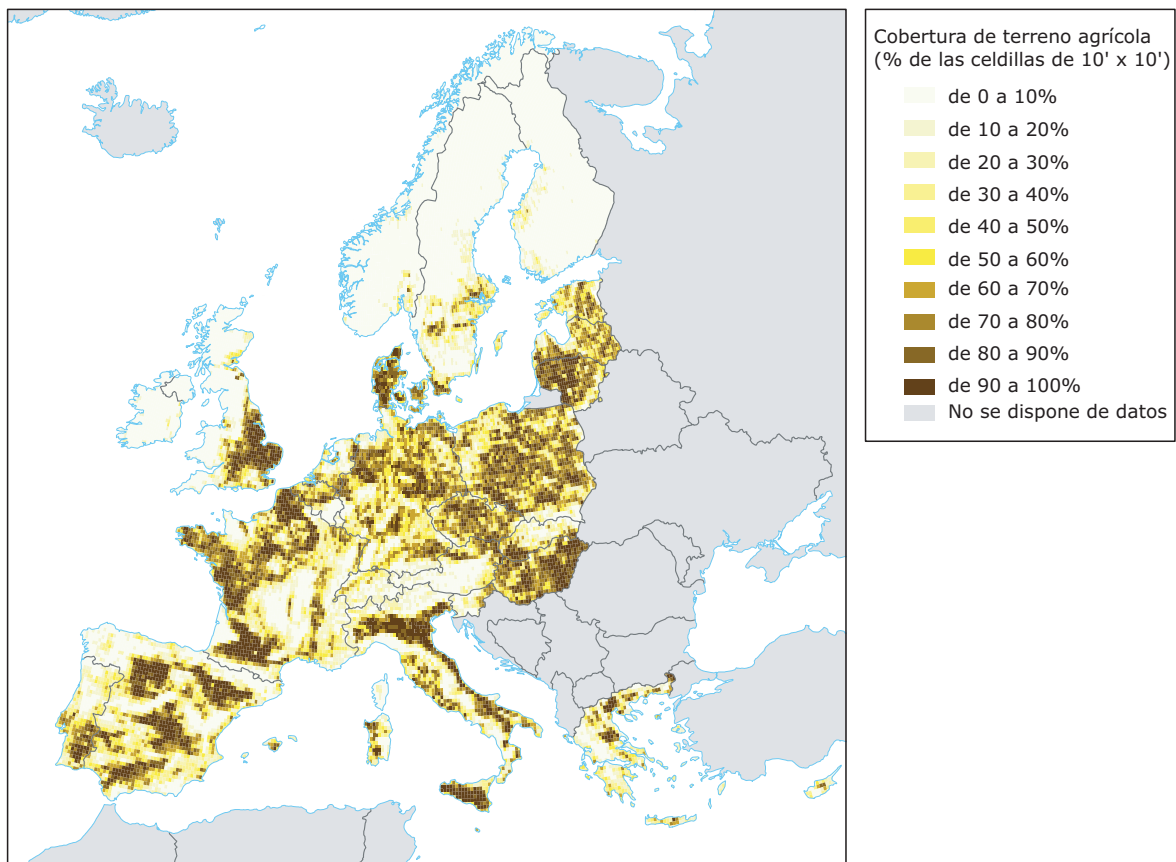 Cobertura de terreno agrícola
(% de las celdillas de 10' x 10')
de 0 a 10%
de 10 a 20%
de 20 a 30%
de 30 a 40%
de 40 a 50%
de 50 a 60%
de 60 a 70%
de 70 a 80%
de 80 a 90%
de 90 a 100%
No se dispone de datos